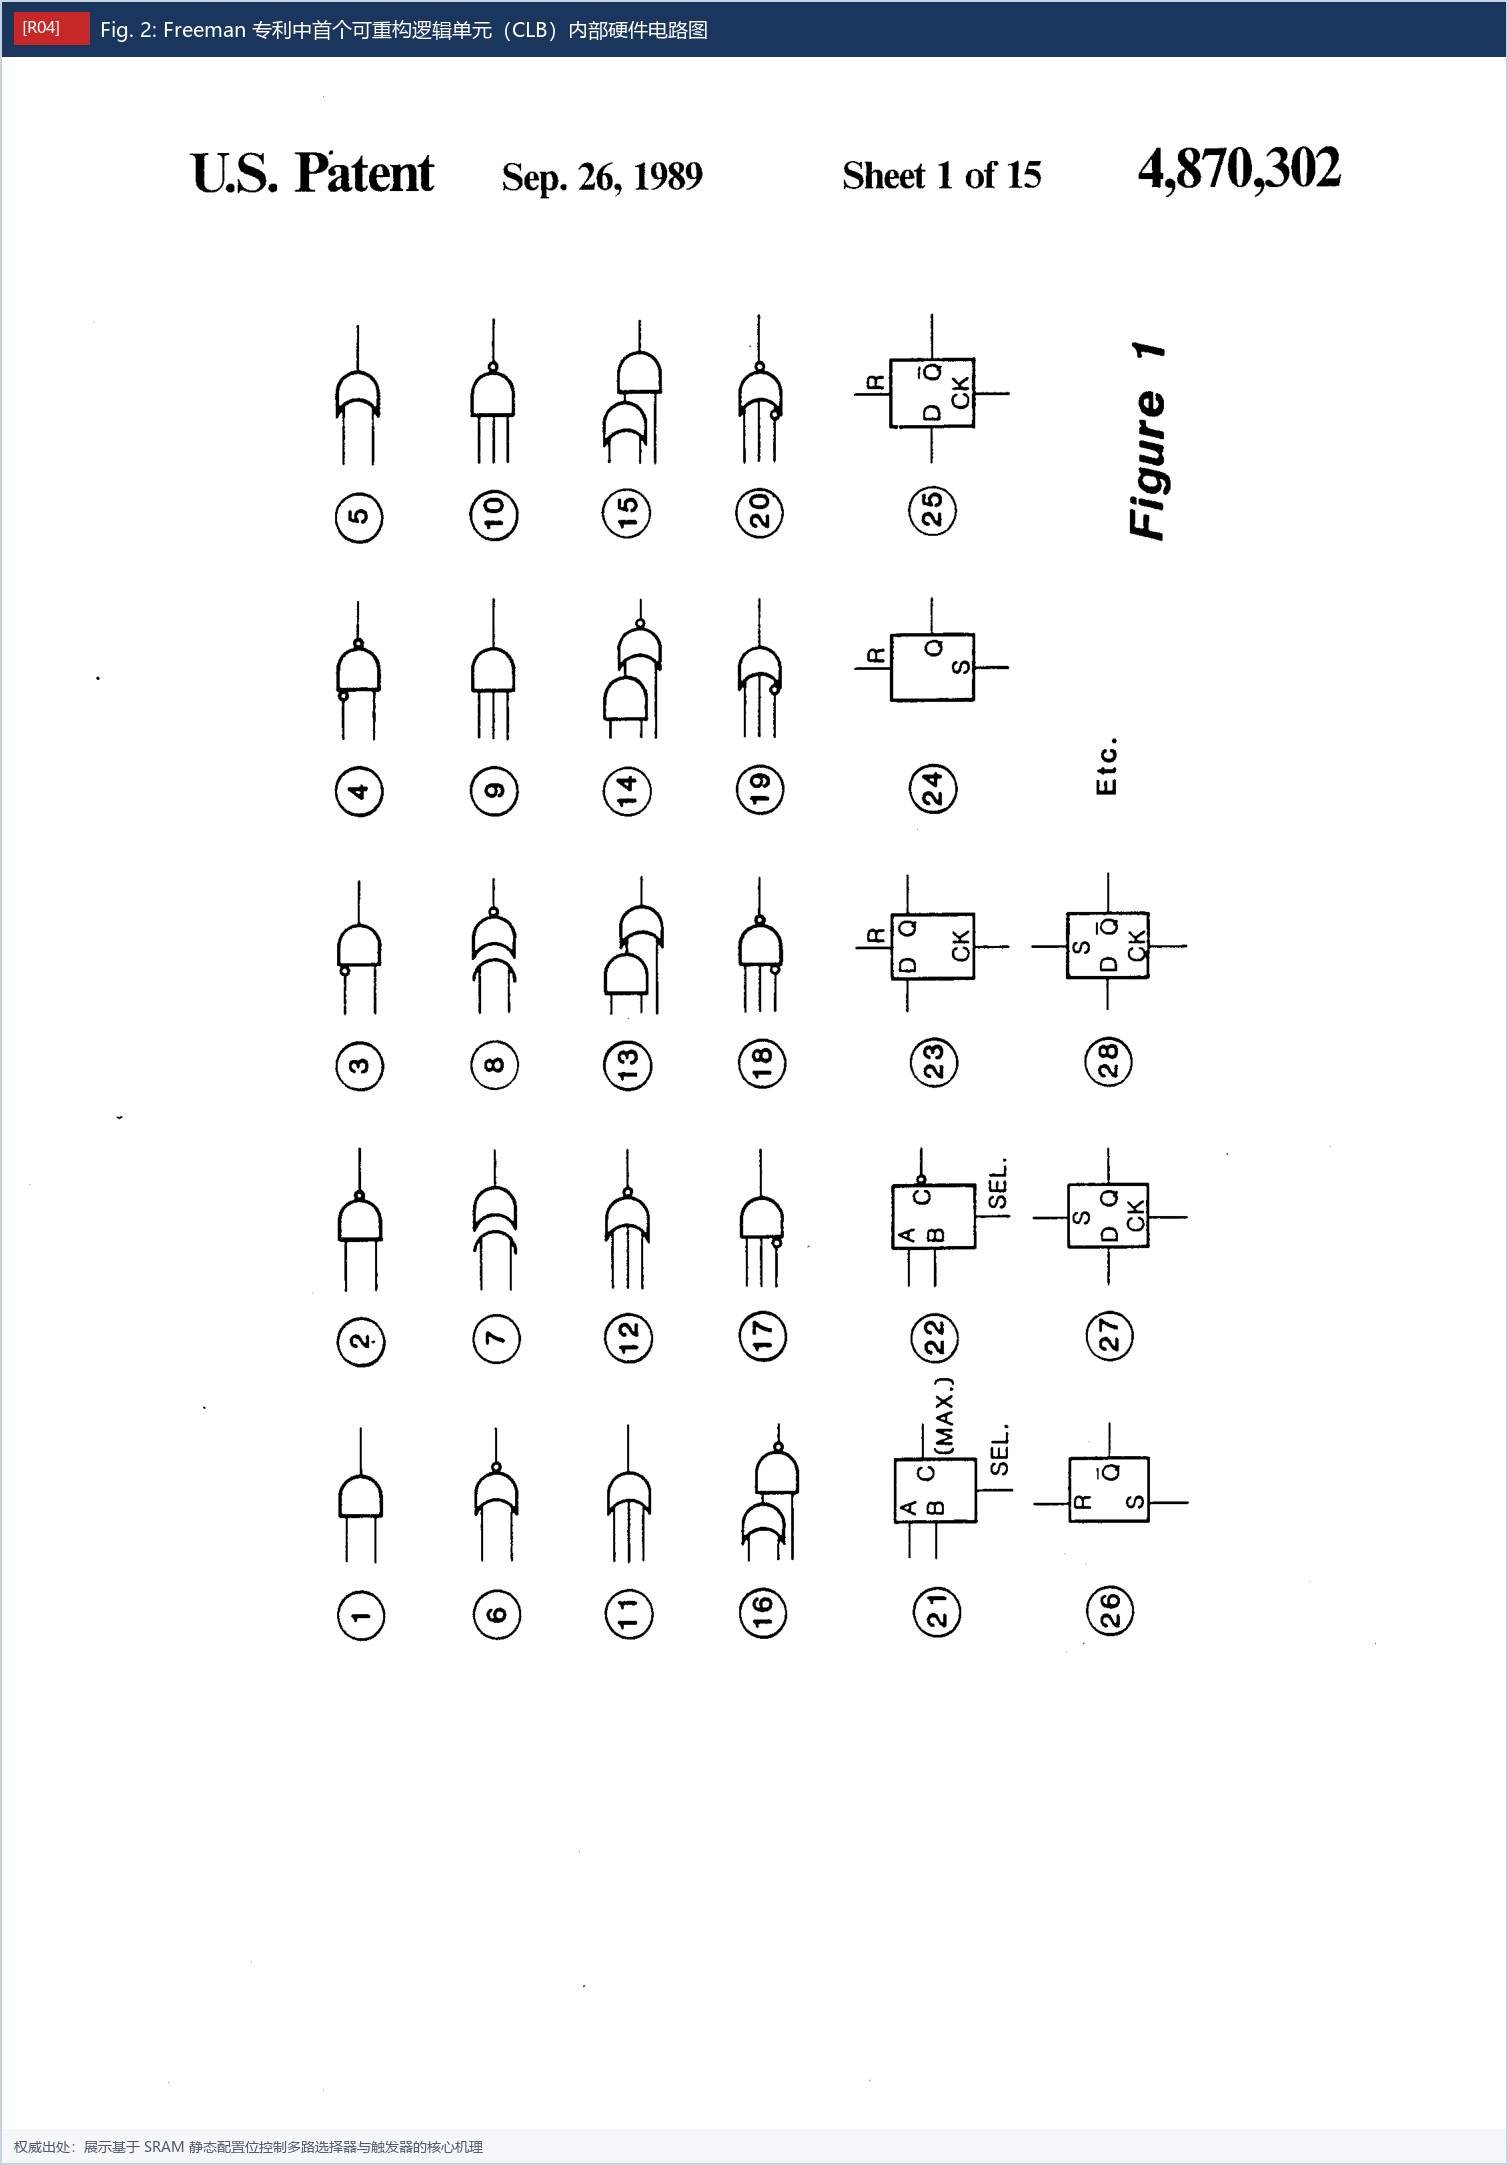 [R04] Fig. 2: Freeman 专利中首个可重构逻辑单元（CLB）内部硬件电路图
U.S. Patent Sep. 26, 1989 Sheet 1 of 15 4,870,302
1 2 3 4 5
6 7 8 9 10
11 12 13 14 15
16 17 18 19 20
A B C (MAX.) SEL.
A B C SEL.
R D Q CK
R Q S
R D Q̅ CK
21 22 23 24 25
R S Q̅
S D Q CK
S D Q̅ CK
Etc.
26 27 28
Figure 1
权威出处：展示基于 SRAM 静态配置位控制多路选择器与触发器的核心机理